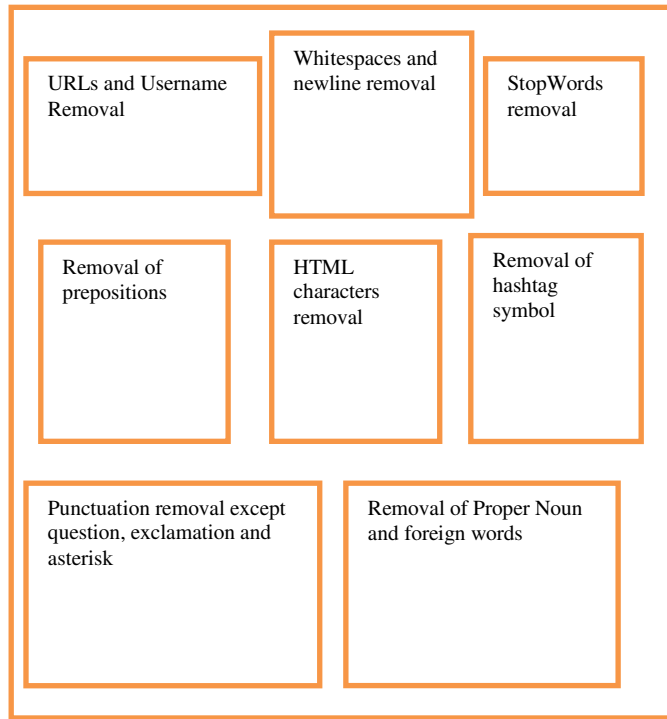 URLs and Username
Removal
Whitespaces and
newline removal
StopWords
removal
Removal of
prepositions
HTML
characters
removal
Removal of
hashtag
symbol
Punctuation removal except
question, exclamation and
asterisk
Removal of Proper Noun
and foreign words